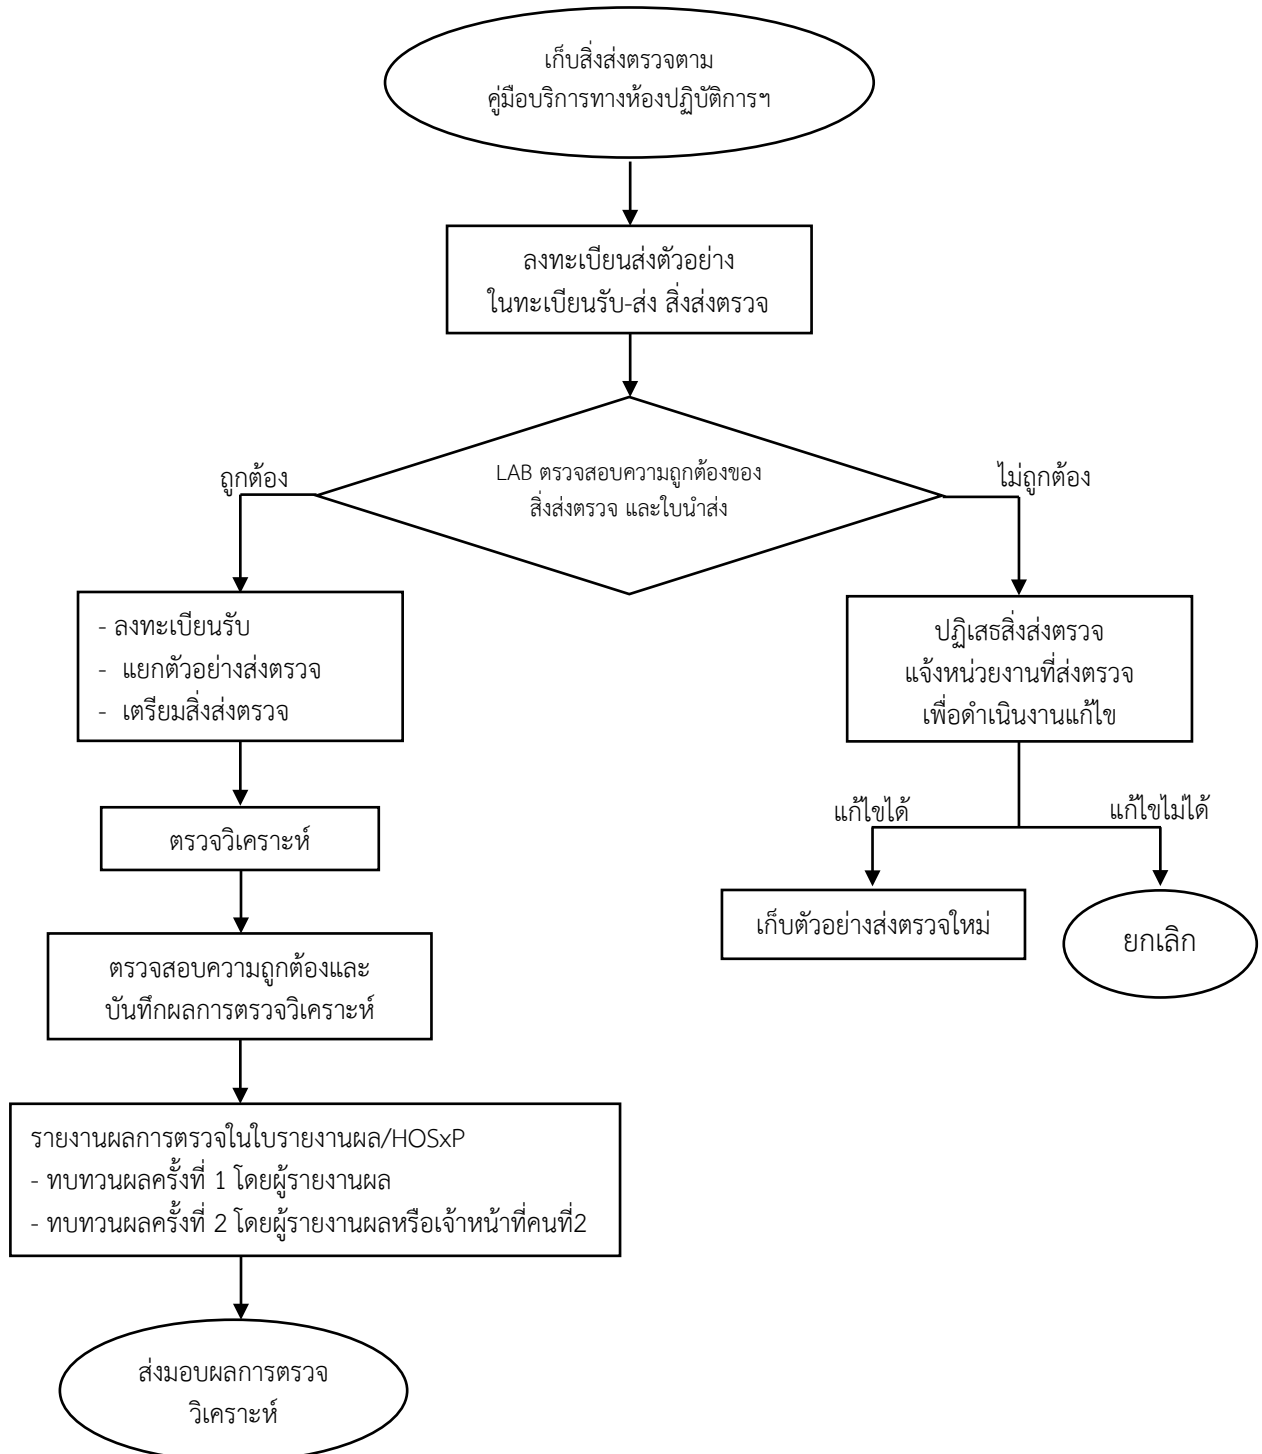 เก็บสิ่งส่งตรวจตาม
คู่มือบริการทางห้องปฏิบัติการฯ
ลงทะเบียนส่งตัวอย่าง
ในทะเบียนรับ-ส่ง สิ่งส่งตรวจ
LAB ตรวจสอบความถูกต้องของ
สิ่งส่งตรวจ และใบนำส่ง
ถูกต้อง
ไม่ถูกต้อง
- ลงทะเบียนรับ
- แยกตัวอย่างส่งตรวจ
- เตรียมสิ่งส่งตรวจ
ปฏิเสธสิ่งส่งตรวจ
แจ้งหน่วยงานที่ส่งตรวจ
เพื่อดำเนินงานแก้ไข
แก้ไขได้
แก้ไขไม่ได้
ตรวจวิเคราะห์
เก็บตัวอย่างส่งตรวจใหม่
ยกเลิก
ตรวจสอบความถูกต้องและ
บันทึกผลการตรวจวิเคราะห์
รายงานผลการตรวจในใบรายงานผล/HOSxP
- ทบทวนผลครั้งที่ 1 โดยผู้รายงานผล
- ทบทวนผลครั้งที่ 2 โดยผู้รายงานผลหรือเจ้าหน้าที่คนที่2
ส่งมอบผลการตรวจ
วิเคราะห์